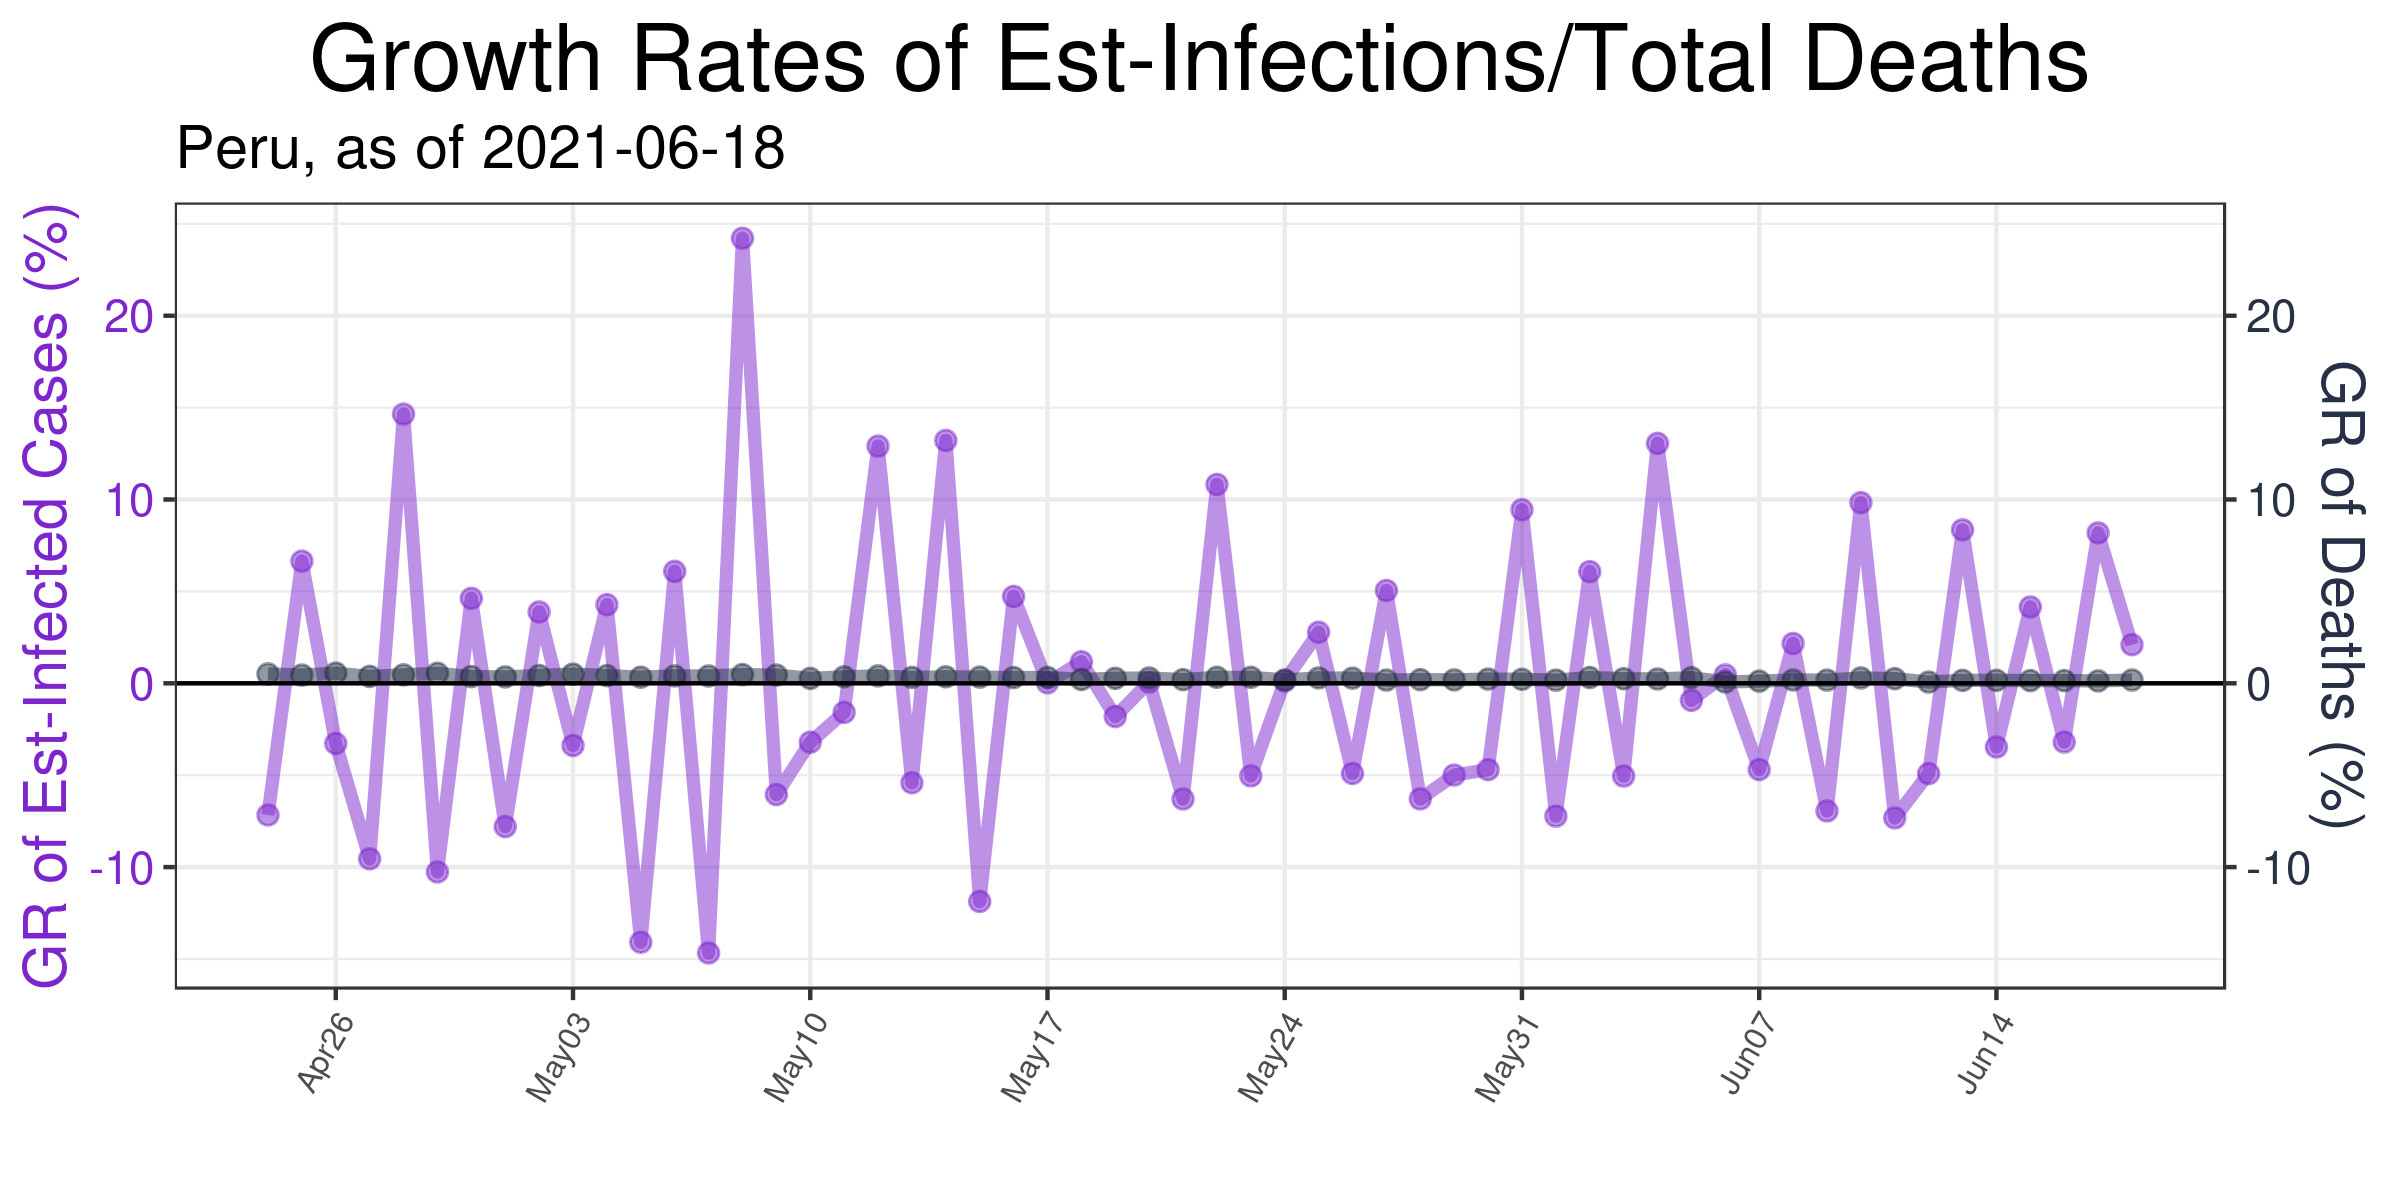 Growth Rates of Est-Infections/Total Deaths
Peru, as of 2021-06-18
GR of Est-Infected Cases (%)
20
10
0
-10
20
10
0
-10
GR of Deaths (%)
Apr26
May03
May10
May17
May24
May31
Jun07
Jun14